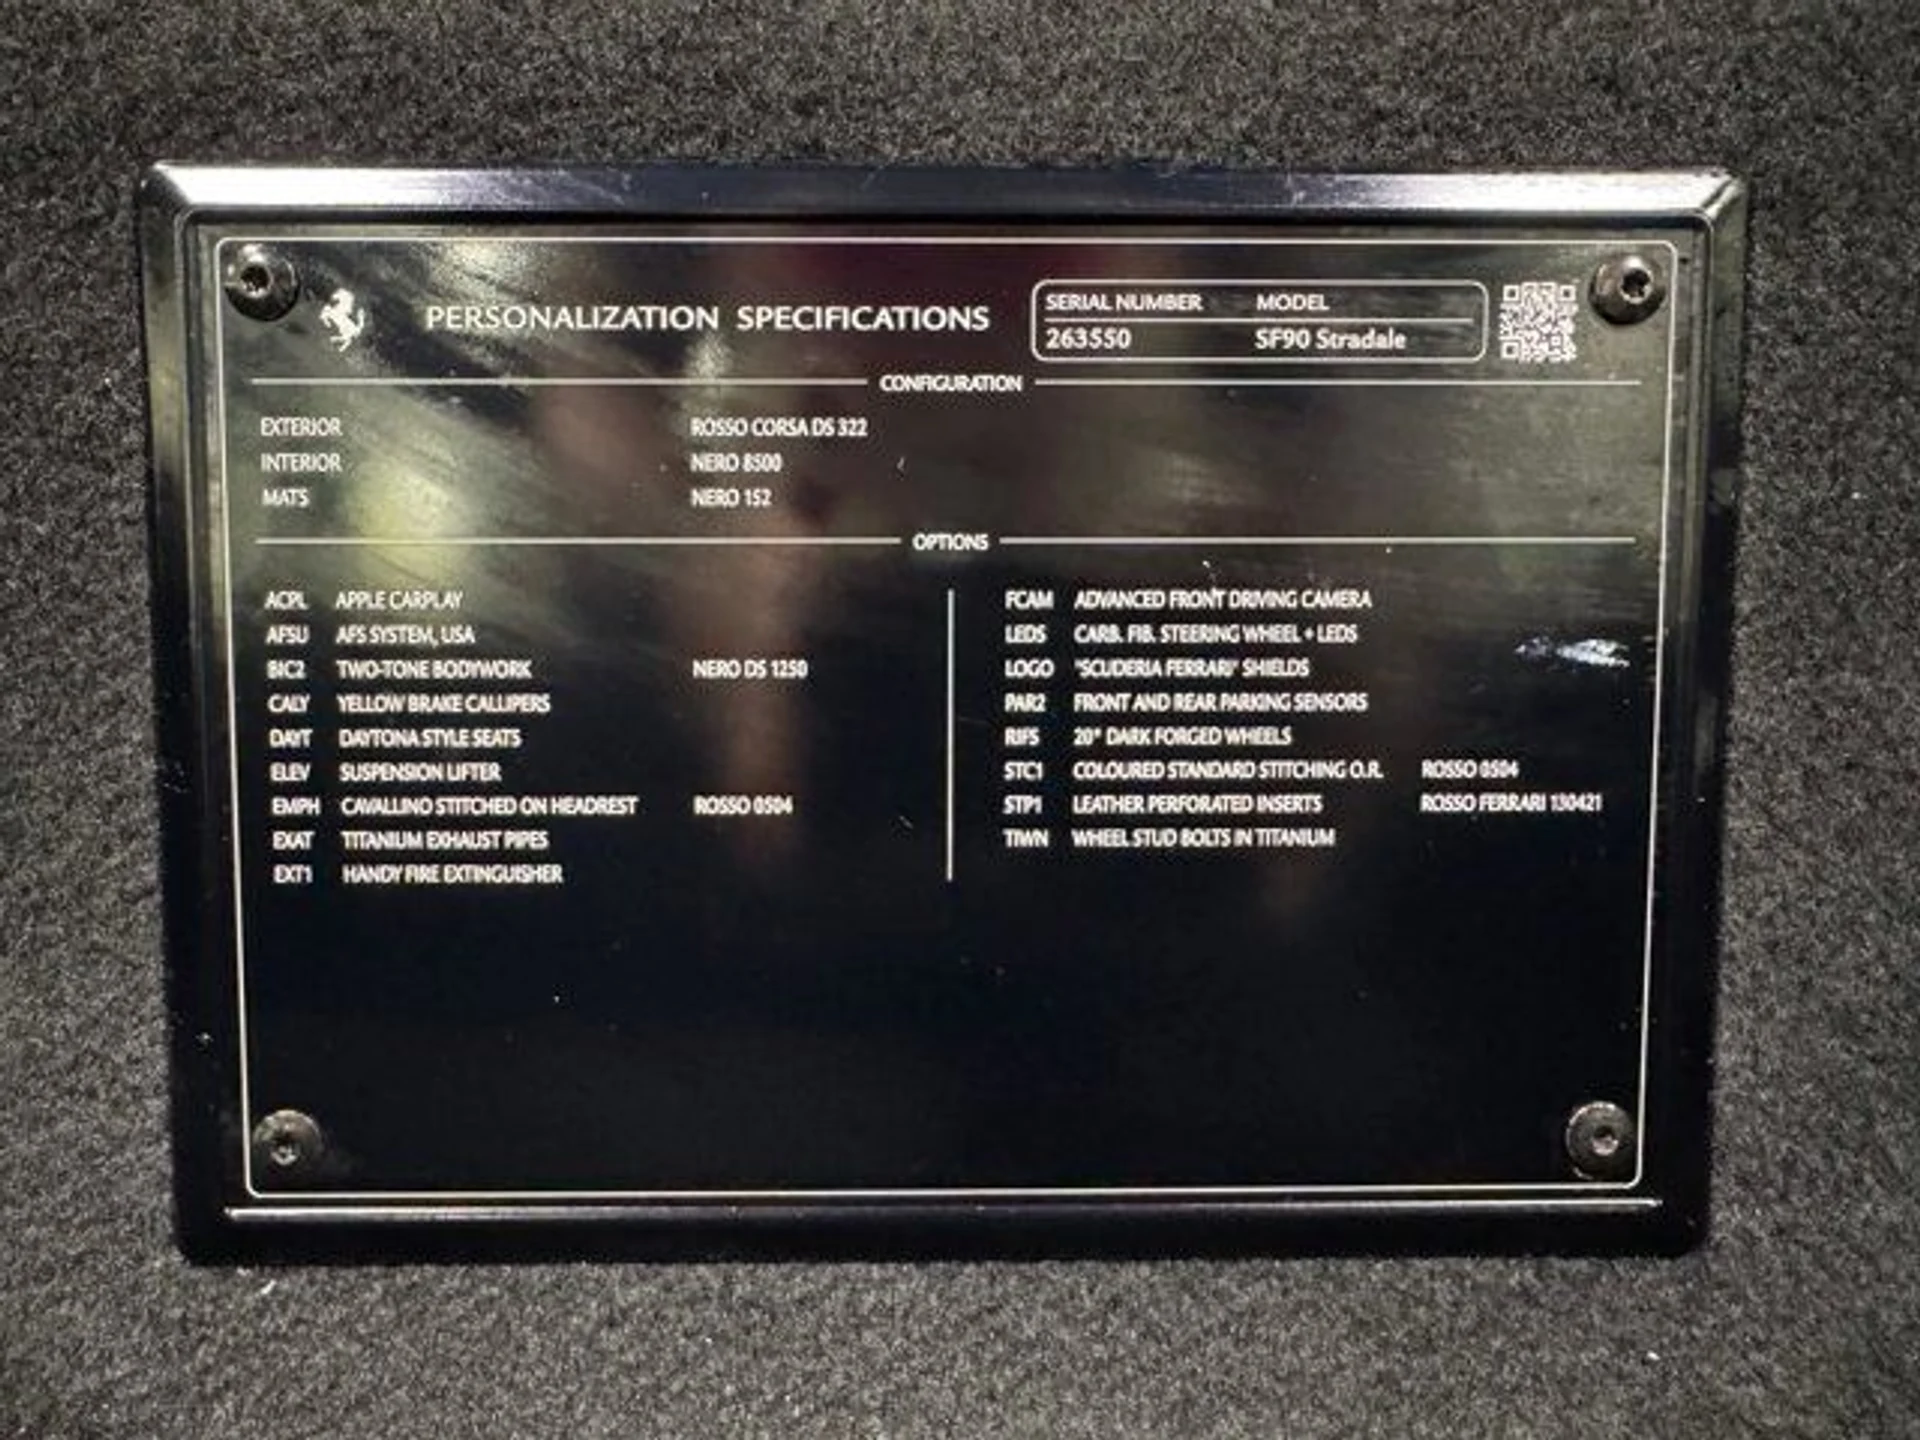 PERSONALIZATION SPECIFICATIONS
SERIAL NUMBER MODEL
263550 SF90 Stradale
CONFIGURATION
EXTERIOR ROSSO CORSA DS 322
INTERIOR NERO 8500
MATS NERO 152
OPTIONS
ACPL APPLE CARPLAY
AFSU AFS SYSTEM, USA
BIC2 TWO-TONE BODYWORK NERO DS 1250
CALY YELLOW BRAKE CALLIPERS
DAYT DAYTONA STYLE SEATS
ELEV SUSPENSION LIFTER
EMPH CAVALLINO STITCHED ON HEADREST ROSSO 0504
EXAT TITANIUM EXHAUST PIPES
EXT1 HANDY FIRE EXTINGUISHER
FCAM ADVANCED FRONT DRIVING CAMERA
LEDS CARB. FIB. STEERING WHEEL + LEDS
LOGO "SCUDERIA FERRARI" SHIELDS
PAR2 FRONT AND REAR PARKING SENSORS
RIFS 20" DARK FORGED WHEELS
STC1 COLOURED STANDARD STITCHING O.R. ROSSO 0504
STP1 LEATHER PERFORATED INSERTS ROSSO FERRARI 130421
TIWN WHEEL STUD BOLTS IN TITANIUM